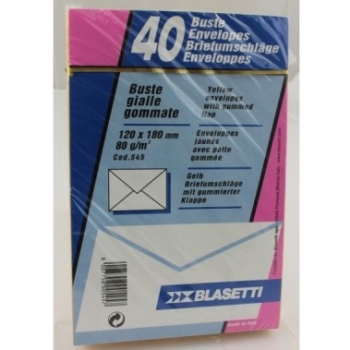 40
Buste
Envelopes
Briefumschläge
Enveloppes
Buste
gialle
gommate
120 x 180 mm
80 g/m²
Cod. 545
Yellow
envelopes
with gummed
flap
Enveloppes
jaunes
avec patte
gommée
Gelb
Briefumschläge
mit gummierter
Klappe
BLASETTI